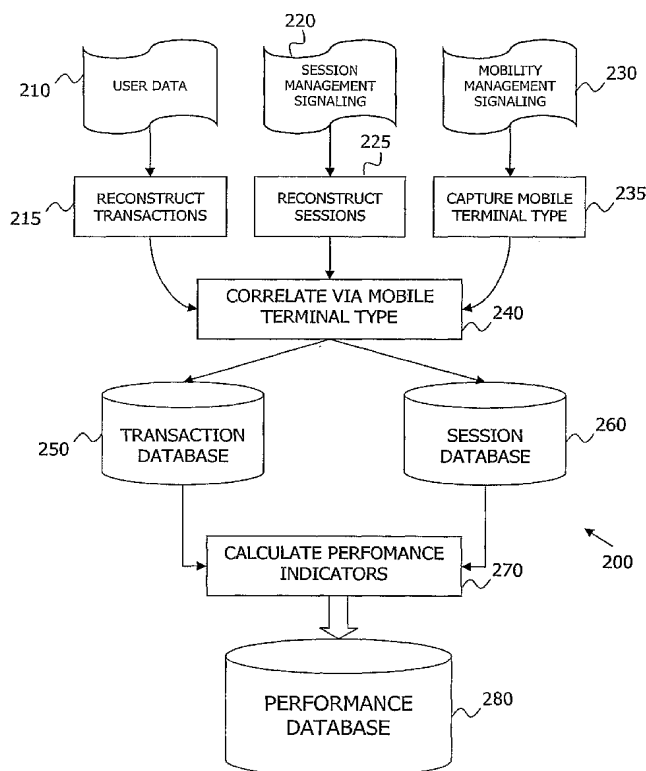 220
210
USER DATA
SESSION
MANAGEMENT
SIGNALING
MOBILITY
MANAGEMENT
SIGNALING
230
225
215
RECONSTRUCT
TRANSACTIONS
RECONSTRUCT
SESSIONS
CAPTURE MOBILE
TERMINAL TYPE
235
CORRELATE VIA MOBILE
TERMINAL TYPE
240
250
TRANSACTION
DATABASE
SESSION
DATABASE
260
CALCULATE PERFOMANCE
INDICATORS
270
200
PERFORMANCE
DATABASE
280